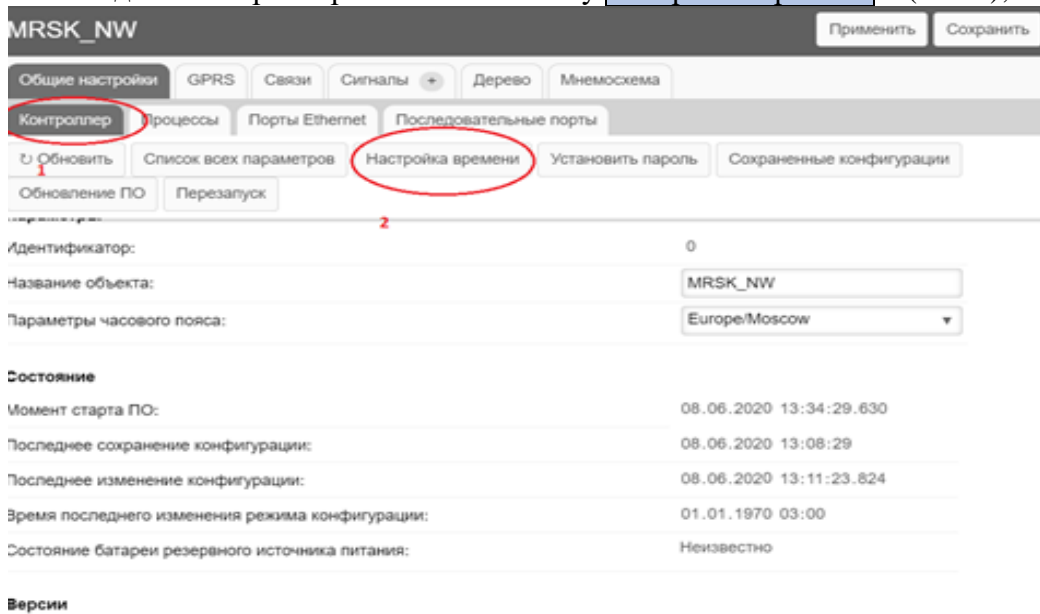 MRSK_NW Применить Сохранить
Общие настройки GPRS Связи Сигналы + Дерево Мнемосхема
Контроллер Процессы Порты Ethernet Последовательные порты
Обновить Список всех параметров Настройка времени Установить пароль Сохраненные конфигурации
1
Обновление ПО Перезапуск
2
Идентификатор: 0
Название объекта: MRSK_NW
Параметры часового пояса: Europe/Moscow
Состояние
Момент старта ПО: 08.06.2020 13:34:29.630
Последнее сохранение конфигурации: 08.06.2020 13:08:29
Последнее изменение конфигурации: 08.06.2020 13:11:23.824
Время последнего изменения режима конфигурации: 01.01.1970 03:00
Состояние батареи резервного источника питания: Неизвестно
Версии